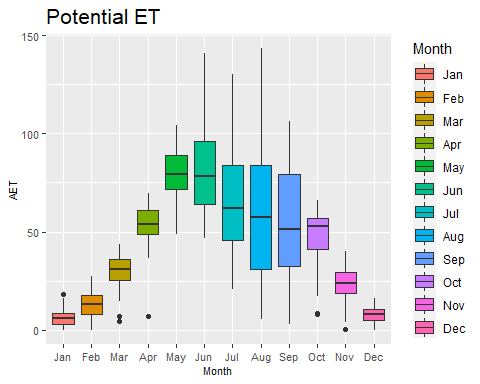 Potential ET
AET
150
100
50
0
Jan Feb Mar Apr May Jun Jul Aug Sep Oct Nov Dec
Month
Month
Jan
Feb
Mar
Apr
May
Jun
Jul
Aug
Sep
Oct
Nov
Dec